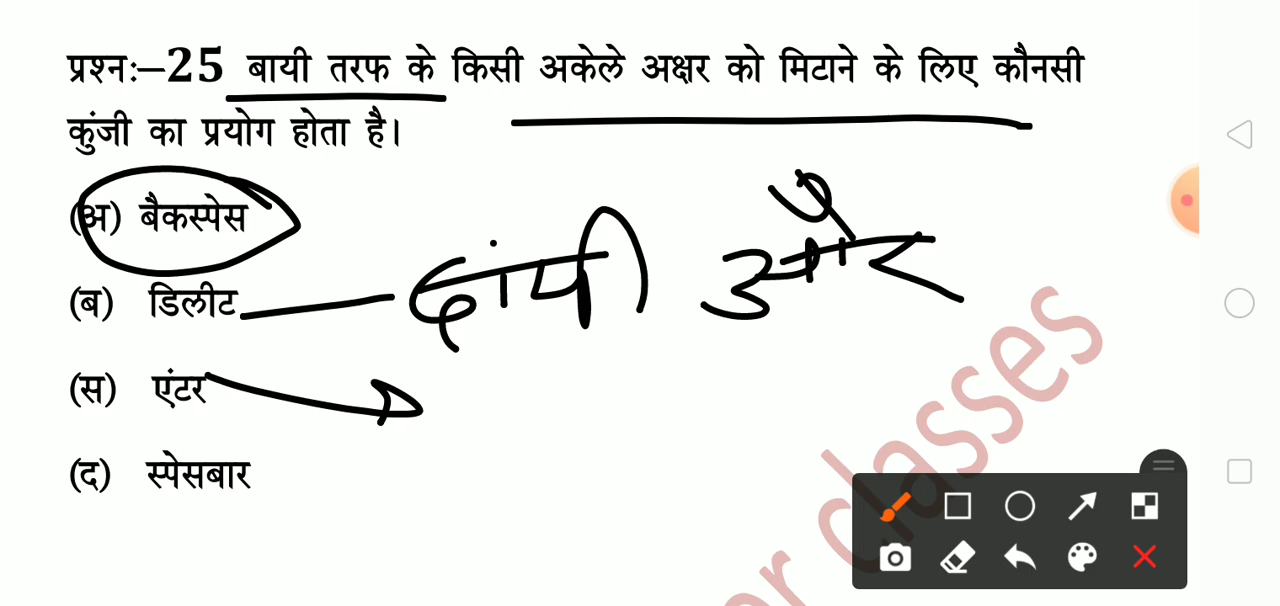 प्रश्नः–25 बायी तरफ के किसी अकेले अक्षर को मिटाने के लिए कौनसी
कुंजी का प्रयोग होता है।
(अ) बैकस्पेस
(ब) डिलीट दांयी ओर
(स) एंटर
(द) स्पेसबार
classes